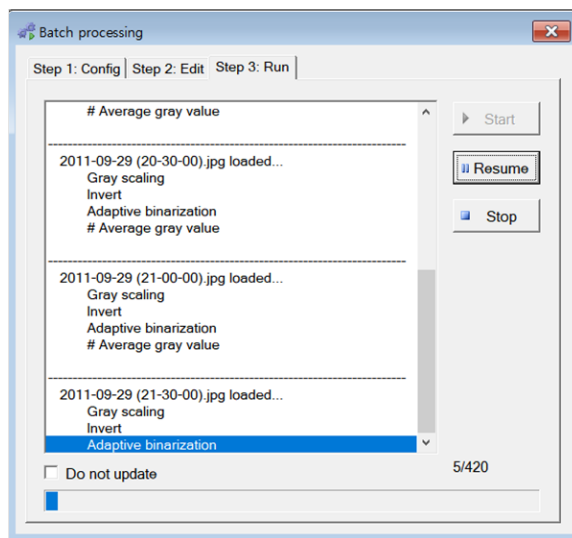 Batch processing
Step 1: Config Step 2: Edit Step 3: Run
# Average gray value
Start
--------------------------------------------------------------------------------
2011-09-29 (20-30-00).jpg loaded...
Resume
Gray scaling
Invert
Adaptive binarization
Stop
# Average gray value
--------------------------------------------------------------------------------
2011-09-29 (21-00-00).jpg loaded...
Gray scaling
Invert
Adaptive binarization
# Average gray value
--------------------------------------------------------------------------------
2011-09-29 (21-30-00).jpg loaded...
Gray scaling
Invert
Adaptive binarization
Do not update
5/420